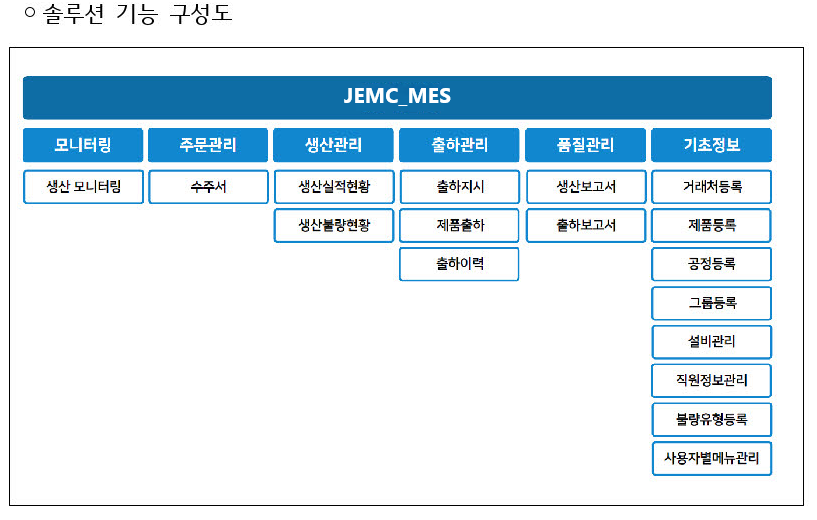 ○ 솔루션 기능 구성도
JEMC_MES
모니터링 주문관리 생산관리 출하관리 품질관리 기초정보
생산 모니터링 수주서 생산실적현황 출하지시 생산보고서 거래처등록
생산불량현황 제품출하 출하보고서 제품등록
출하이력 공정등록
그룹등록
설비관리
직원정보관리
불량유형등록
사용자별메뉴관리